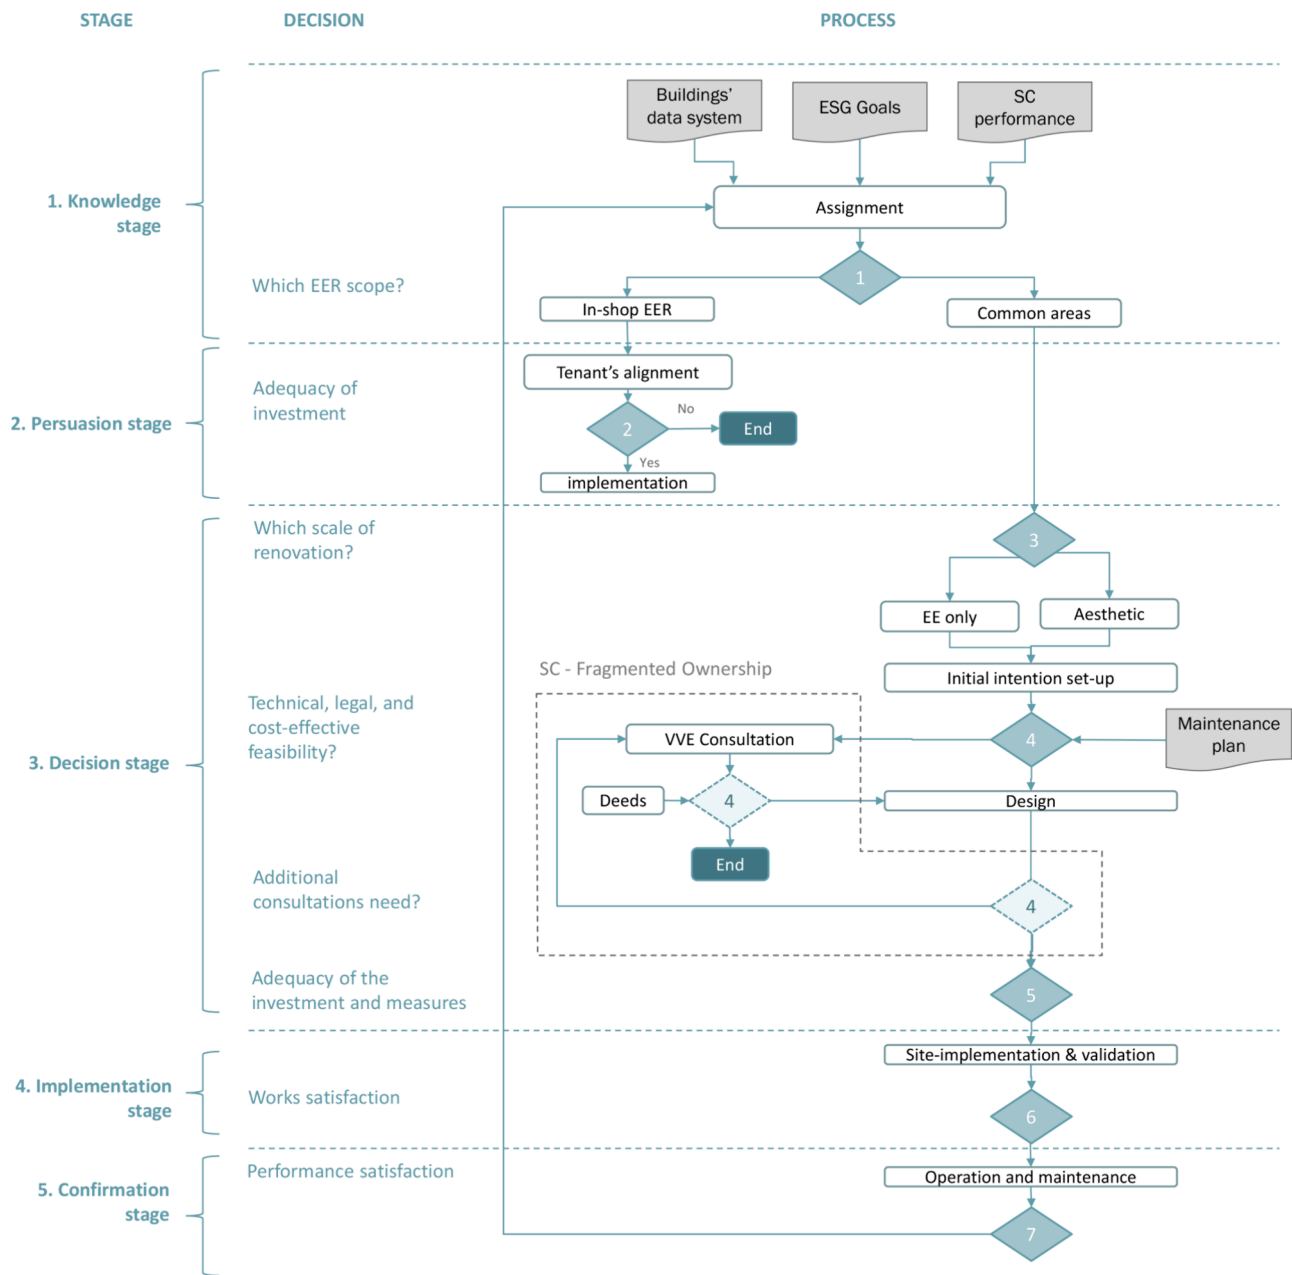 STAGE
DECISION
PROCESS
Buildings’
data system
ESG Goals
SC
performance
1. Knowledge
stage
Assignment
Which EER scope?
1
In-shop EER
Common areas
2. Persuasion stage
Adequacy of
investment
Tenant’s alignment
2
No
End
Yes
implementation
3. Decision stage
Which scale of
renovation?
3
EE only
Aesthetic
SC - Fragmented Ownership
Initial intention set-up
Technical, legal, and
cost-effective
feasibility?
VVE Consultation
4
Maintenance
plan
Deeds
4
Design
End
Additional
consultations need?
4
Adequacy of the
investment and measures
5
4. Implementation
stage
Site-implementation & validation
Works satisfaction
6
5. Confirmation
stage
Performance satisfaction
Operation and maintenance
7